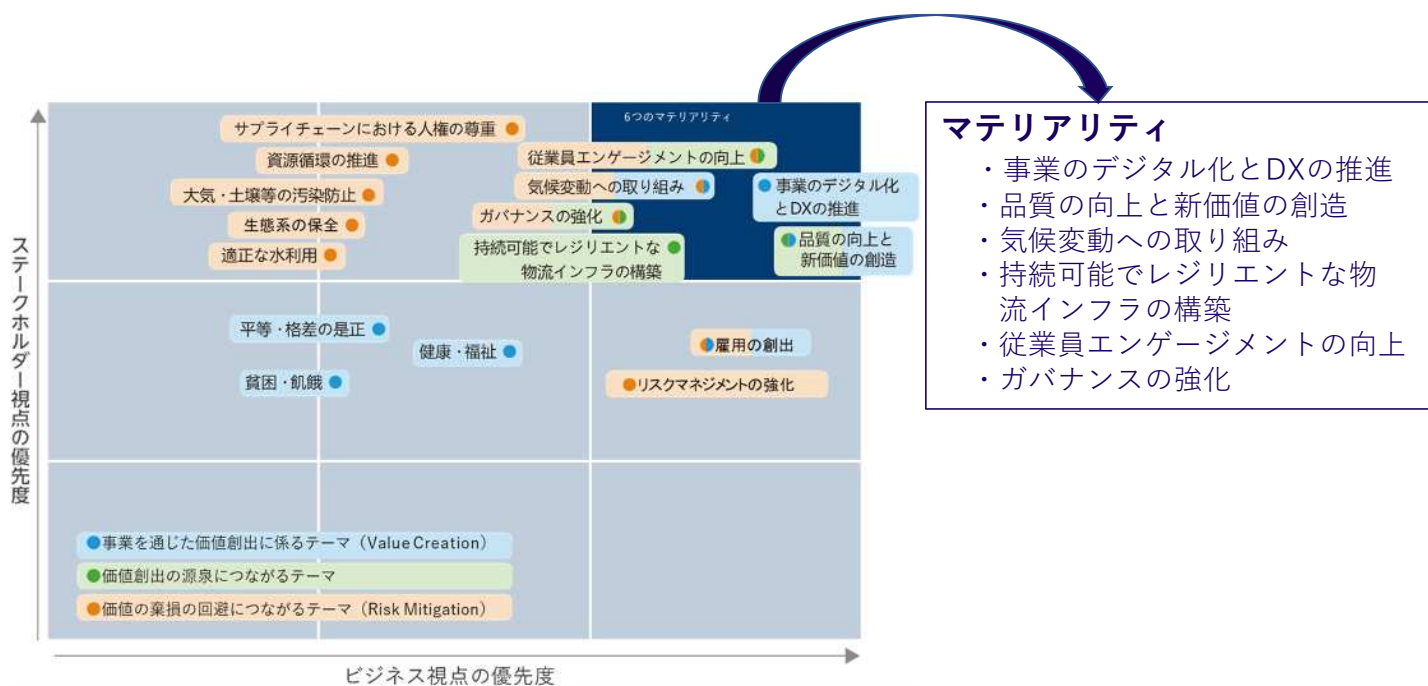 6つのマテリアリティ
サプライチェーンにおける人権の尊重
資源循環の推進
大気・土壌等の汚染防止
生態系の保全
適正な水利用
従業員エンゲージメントの向上
気候変動への取り組み
ガバナンスの強化
持続可能でレジリエントな
物流インフラの構築
事業のデジタル化
とDXの推進
品質の向上と
新価値の創造
平等・格差の是正
健康・福祉
貧困・飢餓
雇用の創出
リスクマネジメントの強化
事業を通じた価値創出に係るテーマ（Value Creation）
価値創出の源泉につながるテーマ
価値の棄損の回避につながるテーマ（Risk Mitigation）
ステークホルダー視点の優先度
ビジネス視点の優先度
マテリアリティ
・事業のデジタル化とDXの推進
・品質の向上と新価値の創造
・気候変動への取り組み
・持続可能でレジリエントな物
流インフラの構築
・従業員エンゲージメントの向上
・ガバナンスの強化